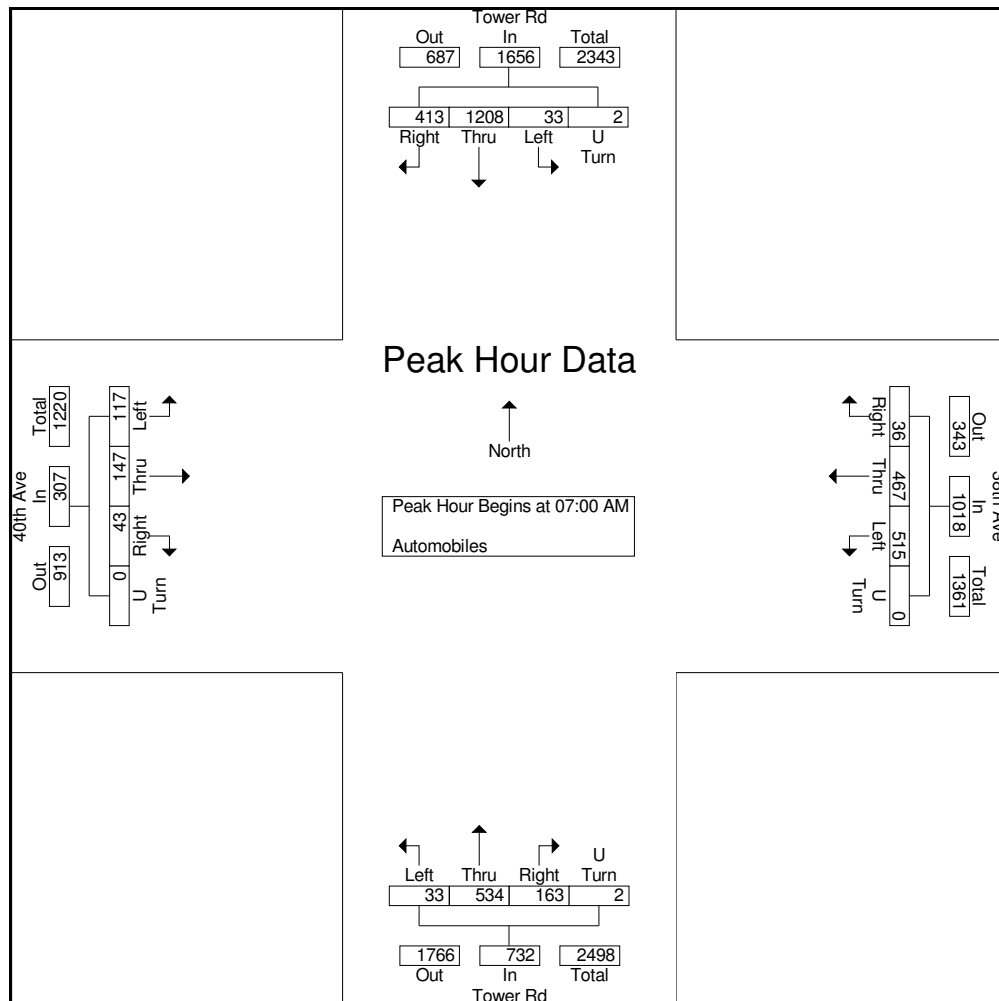 Tower Rd
Out In Total
687 1656 2343
413 1208 33 2
Right Thru Left U Turn
Peak Hour Data
North
Peak Hour Begins at 07:00 AM
Automobiles
40th Ave
Out In Total
913 307 1220
117 147 43 0
Left Thru Right U Turn
38th Ave
Out In Total
343 1018 1361
36 467 515 0
Right Thru Left U Turn
Left Thru Right U Turn
33 534 163 2
1766 732 2498
Out In Total
Tower Rd